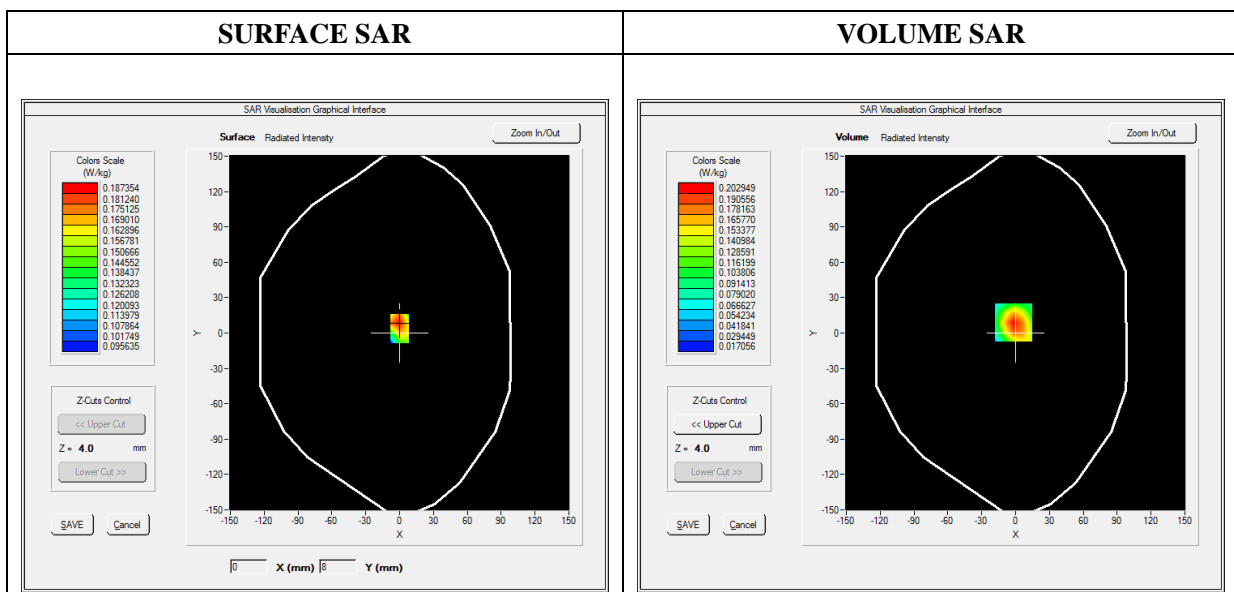 SURFACE SAR
VOLUME SAR
SAR Visualisation Graphical Interface
Surface Radiated Intensity
Zoom In/Out
Colors Scale
(W/kg)
0.187354
0.181240
0.175125
0.169010
0.162896
0.156781
0.150666
0.144552
0.138437
0.132323
0.126208
0.120093
0.113979
0.107864
0.101749
0.095635
Z-Cuts Control
<< Upper Cut
Z = 4.0 mm
Lower Cut >>
SAVE Cancel
150
120
90
60
30
0
-30
-60
-90
-120
-150
Y
-150 -120 -90 -60 -30 0 30 60 90 120 150
X
0 X (mm) 8 Y (mm)
SAR Visualisation Graphical Interface
Volume Radiated Intensity
Zoom In/Out
Colors Scale
(W/kg)
0.202949
0.190556
0.178163
0.165770
0.153377
0.140984
0.128591
0.116199
0.103806
0.091413
0.079020
0.066627
0.054234
0.041841
0.029449
0.017056
Z-Cuts Control
<< Upper Cut
Z = 4.0 mm
Lower Cut >>
SAVE Cancel
150
120
90
60
30
0
-30
-60
-90
-120
-150
Y
-150 -120 -90 -60 -30 0 30 60 90 120 150
X